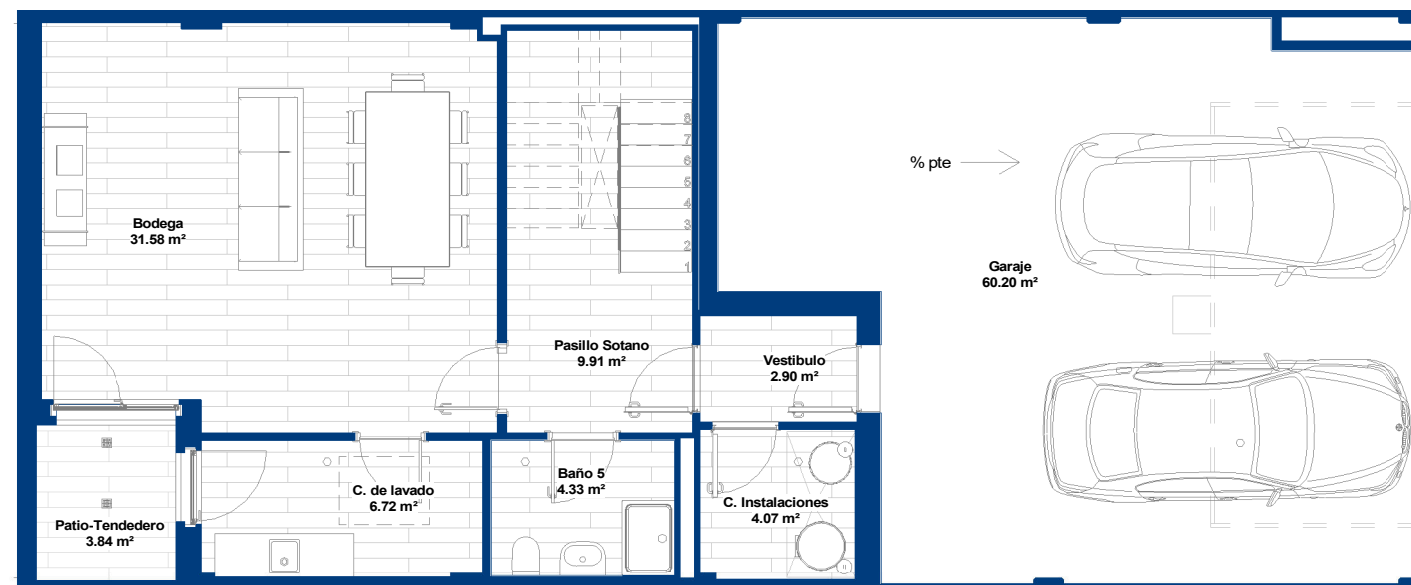 % pte
Bodega
31.58 m²
Garaje
60.20 m²
Pasillo Sotano
9.91 m²
Vestibulo
2.90 m²
C. de lavado
6.72 m²
Baño 5
4.33 m²
C. Instalaciones
4.07 m²
Patio-Tendedero
3.84 m²
8
7
6
5
4
3
2
1